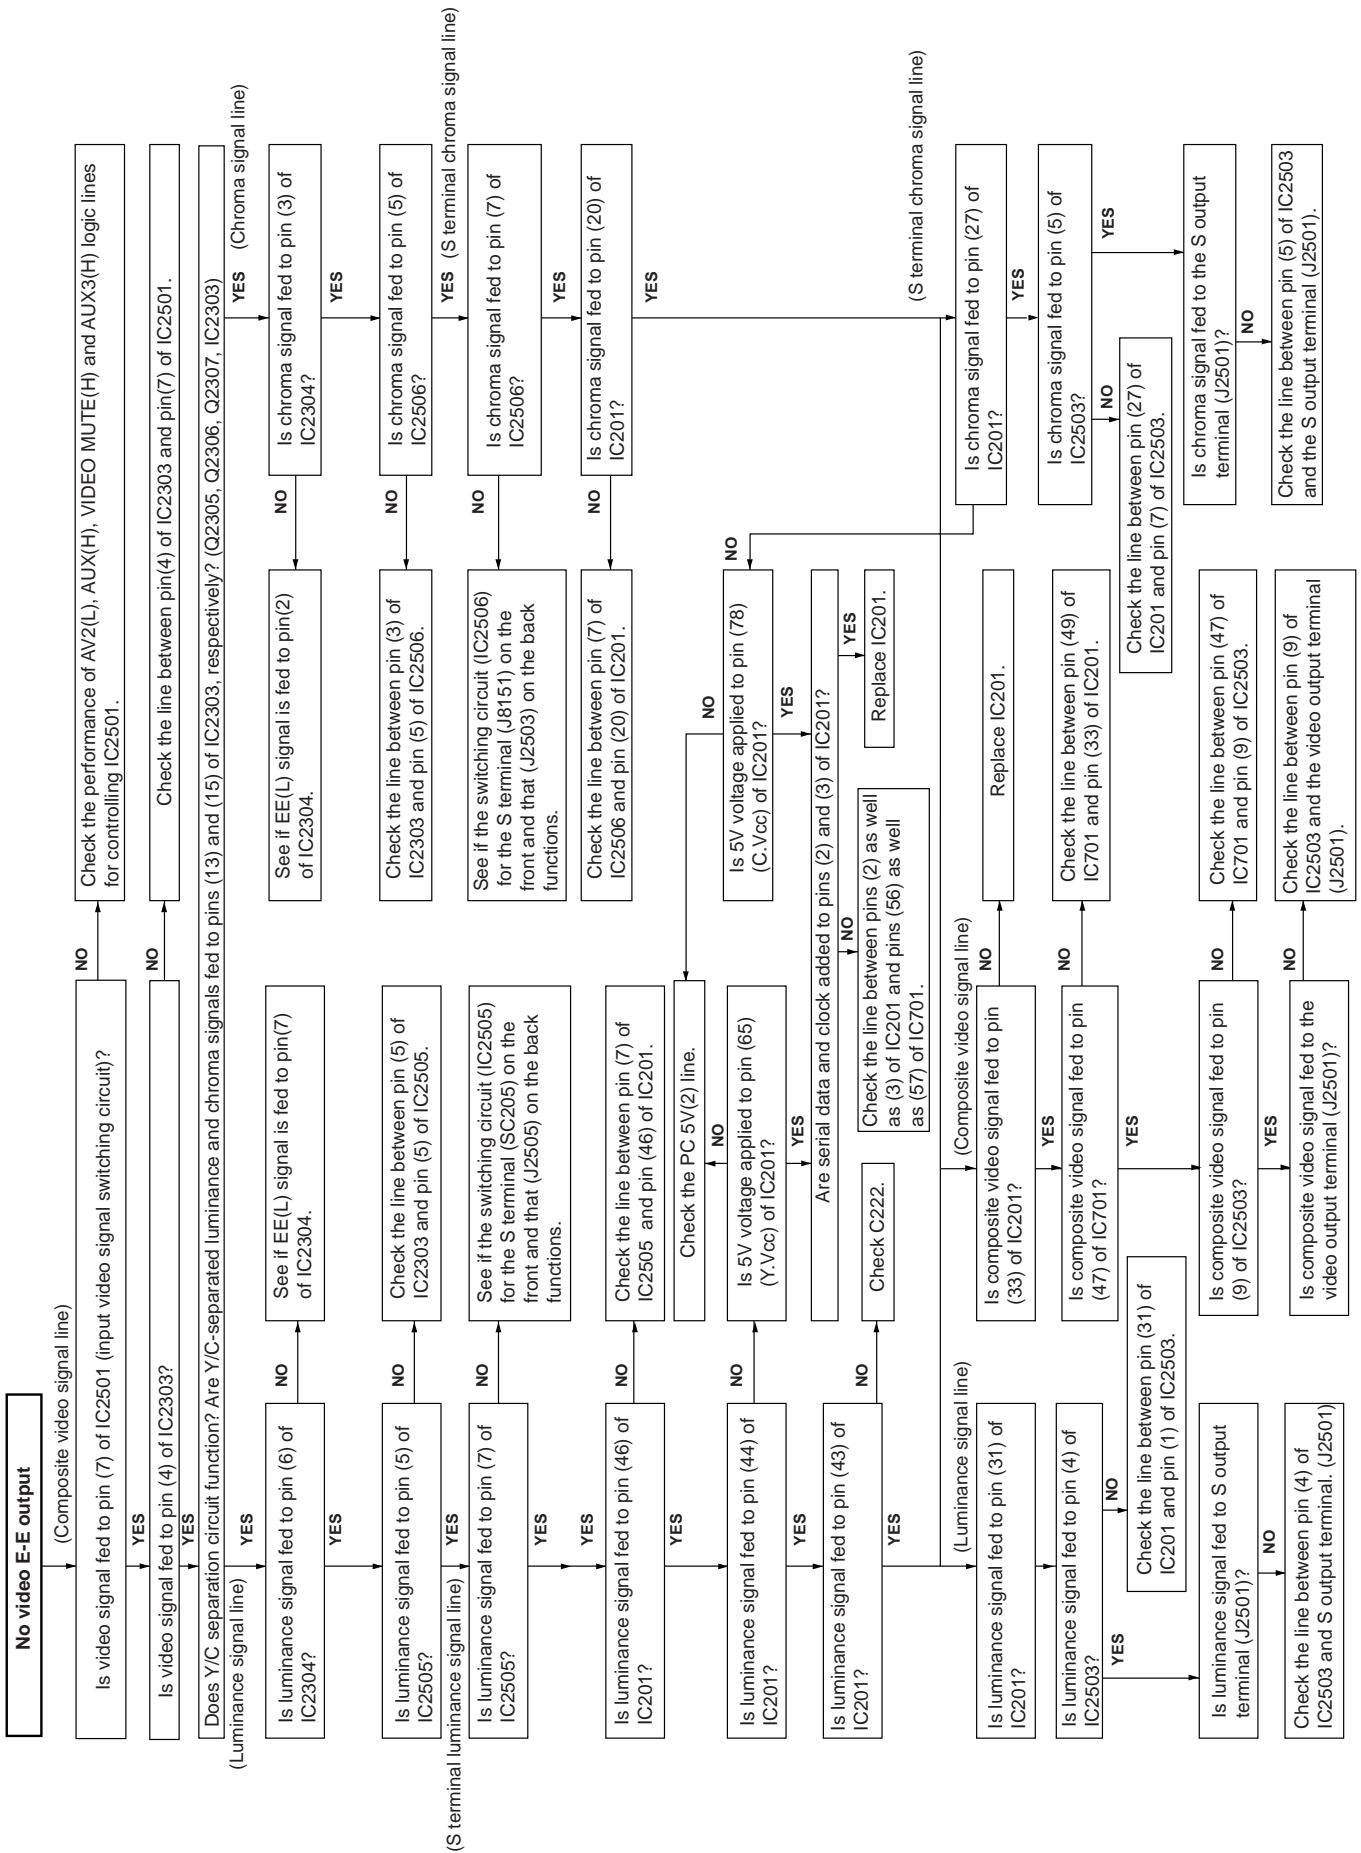 No video E-E output
(Composite video signal line)
Is video signal fed to pin (7) of IC2501 (input video signal switching circuit)?
NO
Check the performance of AV2(L), AUX(H), VIDEO MUTE(H) and AUX3(H) logic lines
for controlling IC2501.
YES
Is video signal fed to pin (4) of IC2303?
NO
Check the line between pin(4) of IC2303 and pin(7) of IC2501.
YES
Does Y/C separation circuit function? Are Y/C-separated luminance and chroma signals fed to pins (13) and (15) of IC2303, respectively? (Q2305, Q2306, Q2307, IC2303)
(Luminance signal line)
YES
YES
(Chroma signal line)
Is luminance signal fed to pin (6) of
IC2304?
NO
See if EE(L) signal is fed to pin(7)
of IC2304.
See if EE(L) signal is fed to pin(2)
of IC2304.
NO
Is chroma signal fed to pin (3) of
IC2304?
YES
YES
Is luminance signal fed to pin (5) of
IC2505?
NO
Check the line between pin (5) of
IC2303 and pin (5) of IC2505.
Check the line between pin (3) of
IC2303 and pin (5) of IC2506.
NO
Is chroma signal fed to pin (5) of
IC2506?
(S terminal luminance signal line)
YES
YES
(S terminal chroma signal line)
Is luminance signal fed to pin (7) of
IC2505?
NO
See if the switching circuit (IC2505)
for the S terminal (SC205) on the
front and that (J2505) on the back
functions.
See if the switching circuit (IC2506)
for the S terminal (J8151) on the
front and that (J2503) on the back
functions.
NO
Is chroma signal fed to pin (7) of
IC2506?
YES
YES
Is luminance signal fed to pin (46) of
IC201?
NO
Check the line between pin (7) of
IC2505 and pin (46) of IC201.
Check the line between pin (7) of
IC2506 and pin (20) of IC201.
NO
Is chroma signal fed to pin (20) of
IC201?
YES
YES
Check the PC 5V(2) line.
NO
NO
Is luminance signal fed to pin (44) of
IC201?
NO
Is 5V voltage applied to pin (65)
(Y.Vcc) of IC201?
Is 5V voltage applied to pin (78)
(C.Vcc) of IC201?
NO
YES
YES
YES
Are serial data and clock added to pins (2) and (3) of IC201?
Is luminance signal fed to pin (43) of
IC201?
NO
Check C222.
NO
Check the line between pins (2) as well
as (3) of IC201 and pins (56) as well
as (57) of IC701.
YES
Replace IC201.
YES
(Luminance signal line)
(Composite video signal line)
(S terminal chroma signal line)
Is luminance signal fed to pin (31) of
IC201?
Is composite video signal fed to pin
(33) of IC201?
NO
Replace IC201.
Is chroma signal fed to pin (27) of
IC201?
YES
YES
YES
Is luminance signal fed to pin (4) of
IC2503?
Is composite video signal fed to pin
(47) of IC701?
NO
Check the line between pin (49) of
IC701 and pin (33) of IC201.
Is chroma signal fed to pin (5) of
IC2503?
YES
NO
Check the line between pin (31) of
IC201 and pin (1) of IC2503.
YES
NO
Check the line between pin (27) of
IC201 and pin (7) of IC2503.
YES
Is luminance signal fed to S output
terminal (J2501)?
Is composite video signal fed to pin
(9) of IC2503?
NO
Check the line between pin (47) of
IC701 and pin (9) of IC2503.
Is chroma signal fed to the S output
terminal (J2501)?
NO
YES
NO
Check the line between pin (4) of
IC2503 and S output terminal. (J2501)
Is composite video signal fed to the
video output terminal (J2501)?
NO
Check the line between pin (9) of
IC2503 and the video output terminal
(J2501).
Check the line between pin (5) of IC2503
and the S output terminal (J2501).